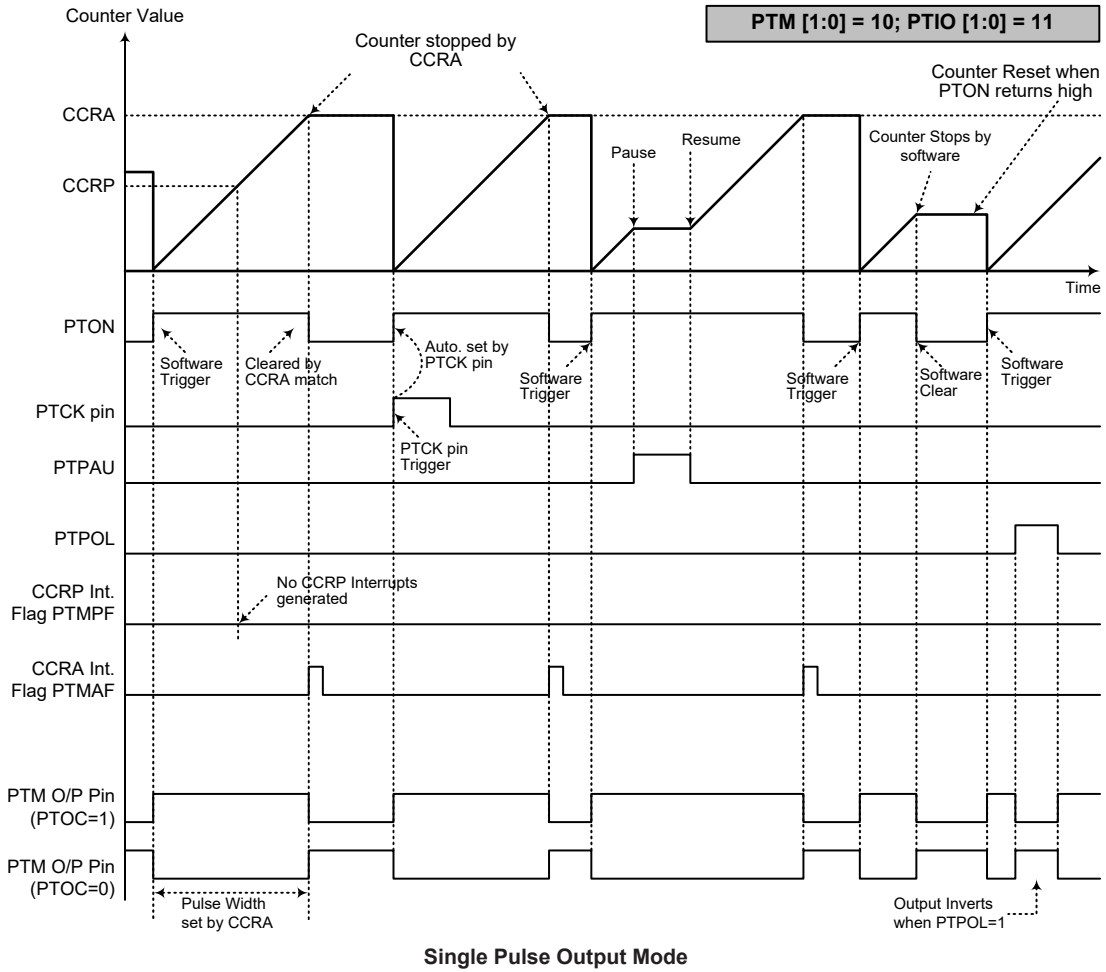 Counter Value
PTM [1:0] = 10; PTIO [1:0] = 11
Counter stopped by
CCRA
Counter Reset when
PTON returns high
CCRA
Pause
Resume
Counter Stops by
software
CCRP
Time
PTON
Software
Trigger
Cleared by
CCRA match
Auto. set by
PTCK pin
Software
Trigger
Software
Trigger
Software
Clear
Software
Trigger
PTCK pin
PTCK pin
Trigger
PTPAU
PTPOL
CCRP Int.
Flag PTMPF
No CCRP Interrupts
generated
CCRA Int.
Flag PTMAF
PTM O/P Pin
(PTOC=1)
PTM O/P Pin
(PTOC=0)
Pulse Width
set by CCRA
Output Inverts
when PTPOL=1
Single Pulse Output Mode